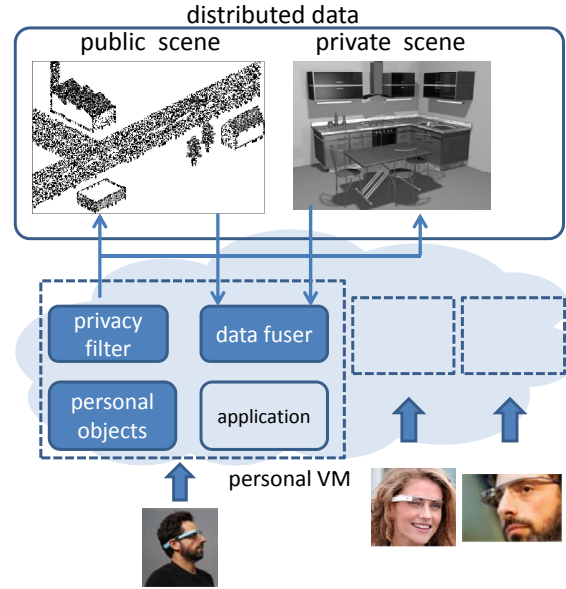 distributed data
public scene
private scene
privacy
filter
data fuser
personal
objects
application
personal VM